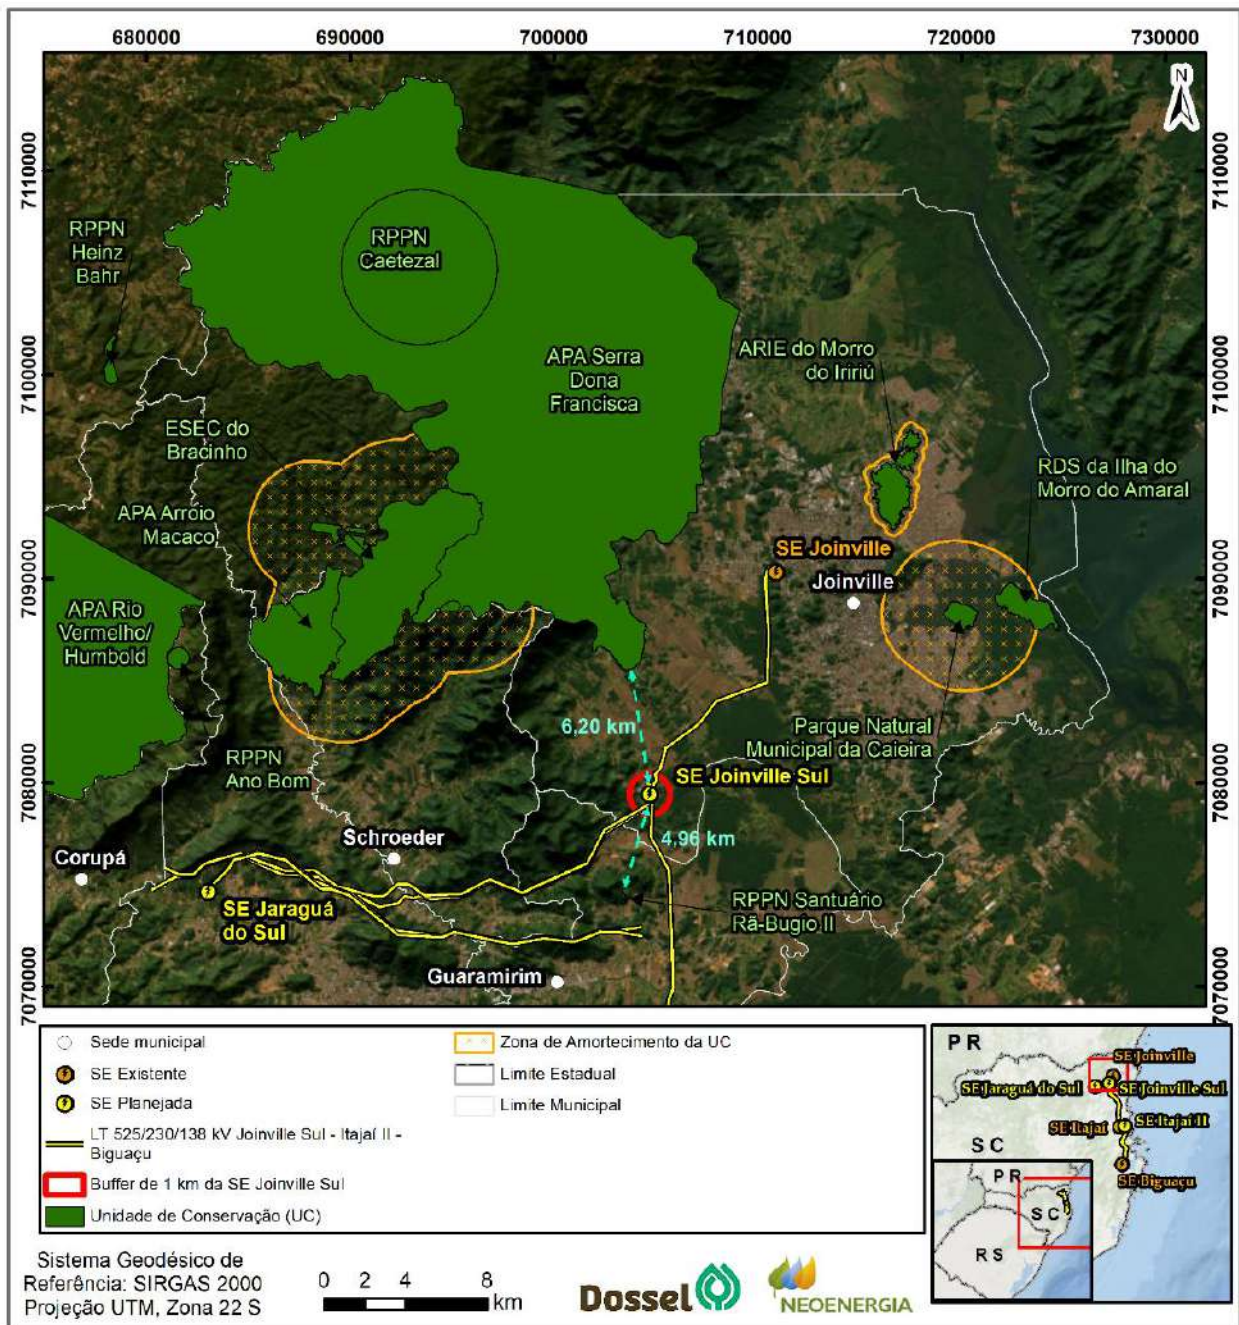 680000
690000
700000
710000
720000
730000
N
7110000
7110000
RPPN
Heinz
Bahr
RPPN
Caetezal
APA Serra
Dona
Francisca
ARIE do Morro
do Iririú
7100000
7100000
ESEC do
Bracinho
RDS da Ilha do
Morro do Amaral
APA Arroio
Macaco
SE Joinville
Joinville
7090000
7090000
APA Rio
Vermelho/
Humbold
6,20 km
Parque Natural
Municipal da Caieira
RPPN
Ano Bom
SE Joinville Sul
7080000
7080000
4,96 km
Schroeder
Corupá
SE Jaraguá
do Sul
RPPN Santuário
Rã-Bugio II
Guaramirim
7070000
7070000
Sede municipal
SE Existente
SE Planejada
LT 525/230/138 kV Joinville Sul - Itajaí II -
Biguaçu
Buffer de 1 km da SE Joinville Sul
Unidade de Conservação (UC)
Zona de Amortecimento da UC
Limite Estadual
Limite Municipal
PR
SE Joinville
SE Jaraguá do Sul
SE Joinville Sul
SE Itajaí
SE Itajaí II
SC
SE Biguaçu
PR
SC
RS
Sistema Geodésico de
Referência: SIRGAS 2000
Projeção UTM, Zona 22 S
0 2 4 8
km
Dossel
NEOENERGIA